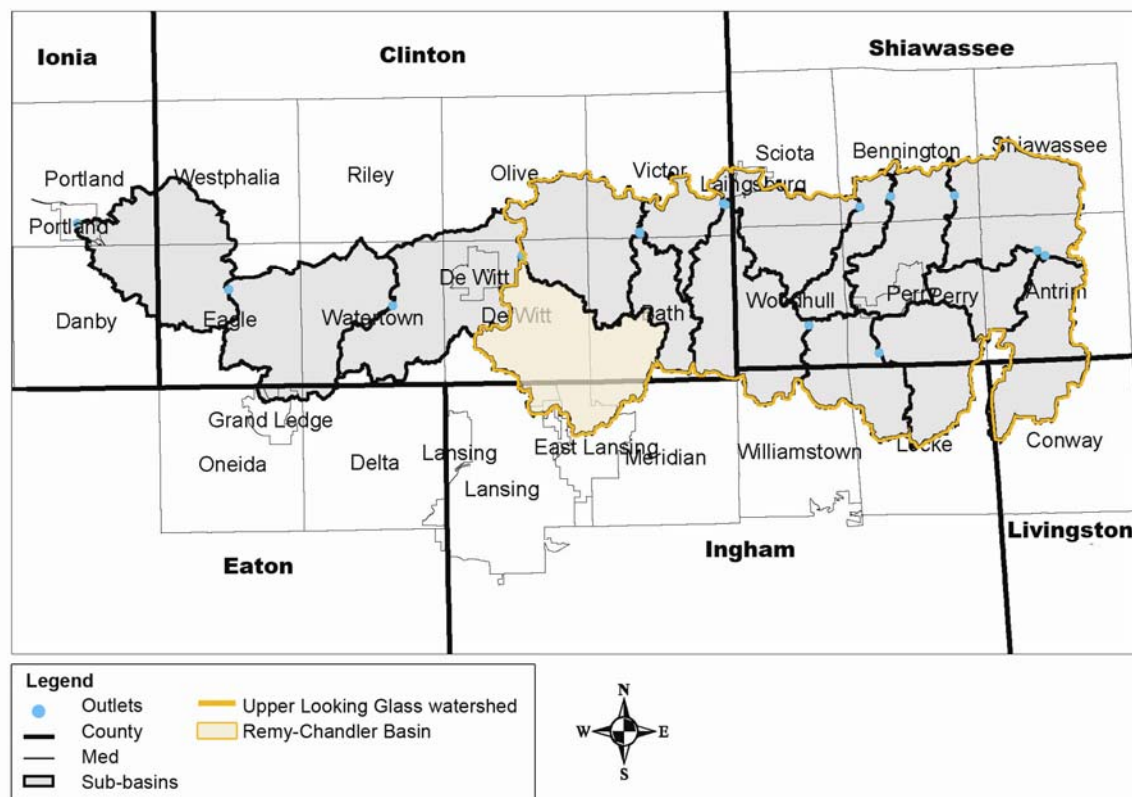 Ionia
Clinton
Shiawassee
Portland
Westphalia
Riley
Olive
Victor
Sciota
Bennington
Shiawassee
Laingsburg
Portland
Danby
Eagle
Watertown
De Witt
De Witt
Bath
Woodhull
Perry
Perry
Antrim
Grand Ledge
Oneida
Delta
Lansing
Lansing
East Lansing
Meridian
Williamstown
Locke
Conway
Eaton
Ingham
Livingston
Legend
Outlets
County
Med
Sub-basins
Upper Looking Glass watershed
Remy-Chandler Basin
N
W
E
S